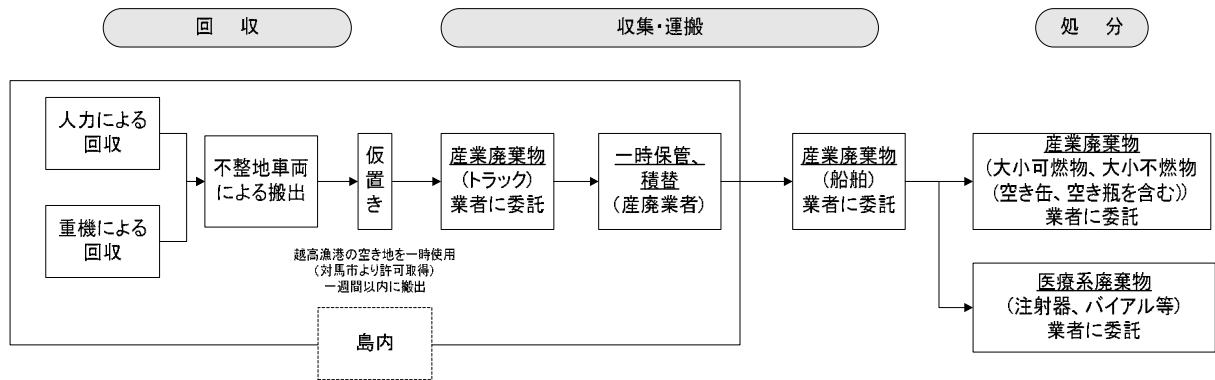 回　収
収集・運搬
処　分
人力による
回収
重機による
回収
不整地車両
による搬出
仮
置
き
越高漁港の空き地を一時使用
(対馬市より許可取得)
一週間以内に搬出
産業廃棄物
(トラック)
業者に委託
一時保管、
積替
(産廃業者)
産業廃棄物
(船舶)
業者に委託
産業廃棄物
(大小可燃物、大小不燃物
(空き缶、空き瓶を含む))
業者に委託
医療系廃棄物
(注射器、バイアル等)
業者に委託
島内